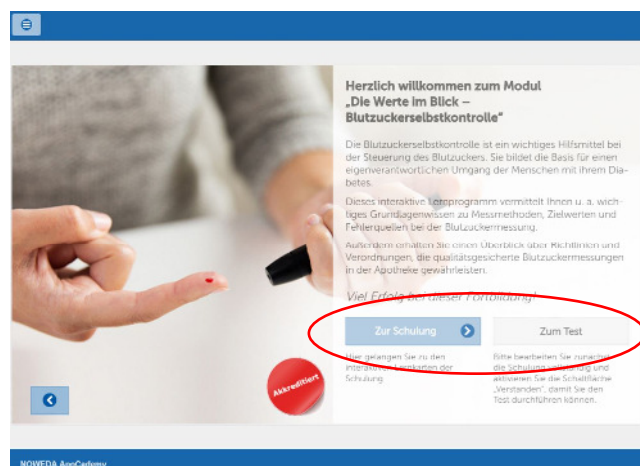 Herzlich willkommen zum Modul
„Die Werte im Blick –
Blutzuckerselbstkontrolle“
Die Blutzuckerselbstkontrolle ist ein wichtiges Hilfsmittel bei
der Steuerung des Blutzuckers. Sie bildet die Basis für einen
eigenverantwortlichen Umgang der Menschen mit ihrem Dia-
betes.
Dieses interaktive Lernprogramm vermittelt Ihnen u. a. wich-
tiges Grundlagenwissen zu Messmethoden, Zielwerten und
Fehlerquellen bei der Blutzuckermessung.
Außerdem erhalten Sie einen Überblick über Richtlinien und
Verordnungen, die qualitätsgesicherte Blutzuckermessungen
in der Apotheke gewährleisten.
Viel Erfolg bei dieser Fortbildung!
Zur Schulung
Zum Test
Hier gelangen Sie zu den
interaktiven Lernkarten der
Schulung.
Bitte bearbeiten Sie zunächst
die Schulung vollständig und
aktivieren Sie die Schaltfläche
„Verstanden“, damit Sie den
Test durchführen können.
Akkreditiert
NOWEDA AppCademy